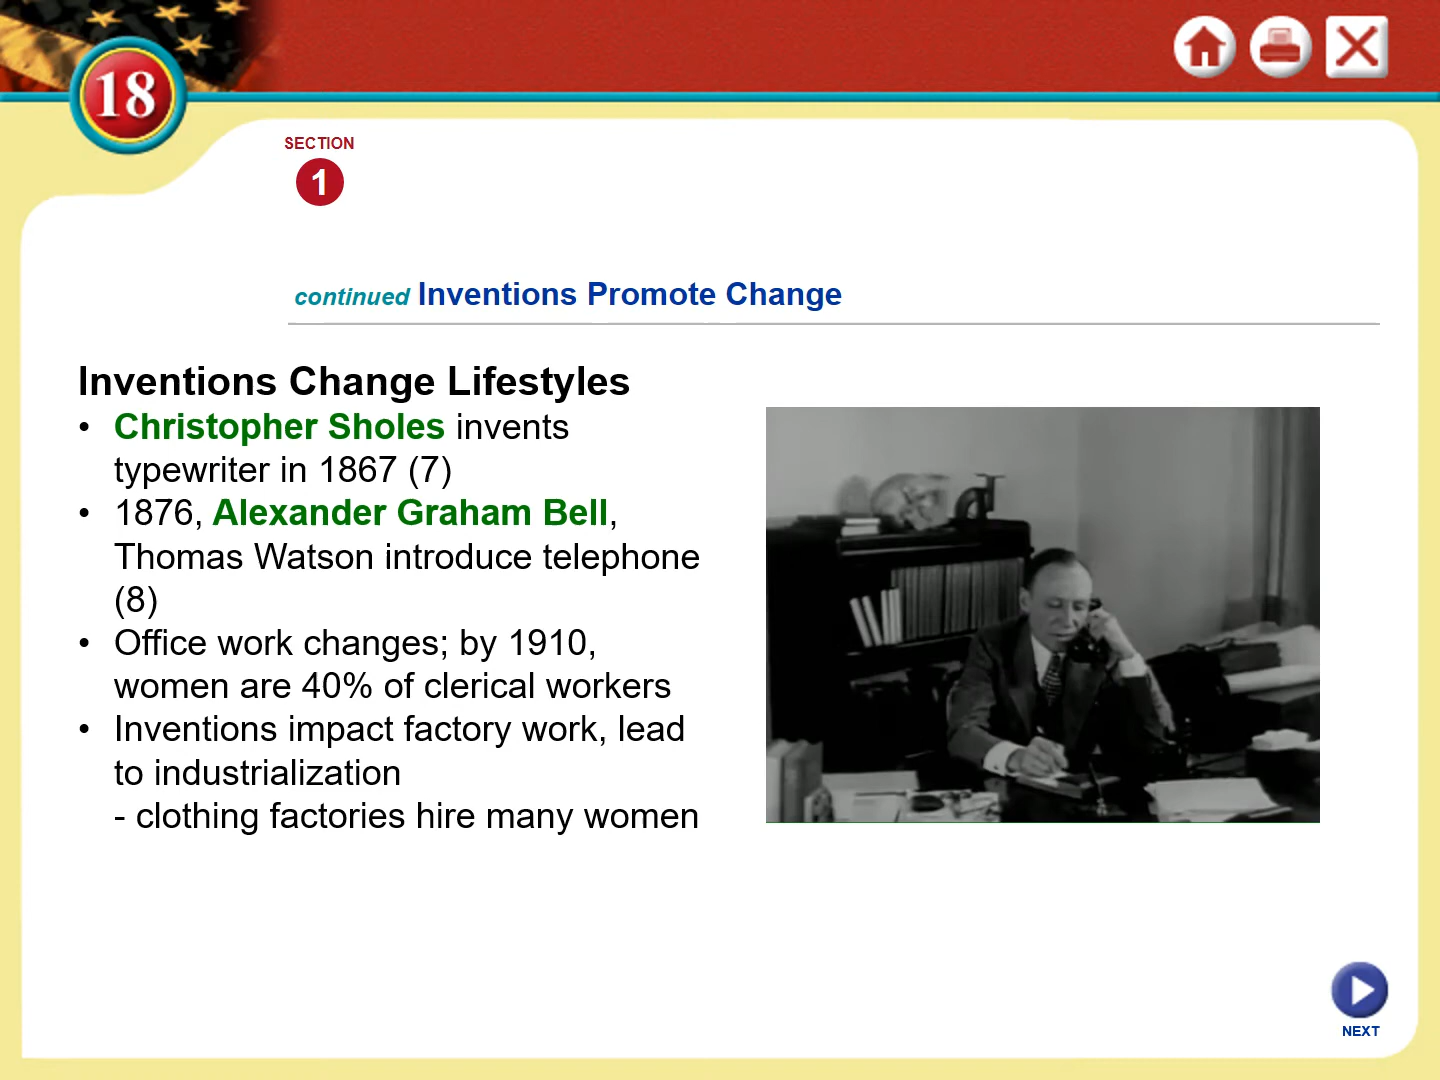 18
SECTION
1
continued Inventions Promote Change
Inventions Change Lifestyles
• Christopher Sholes invents
typewriter in 1867 (7)
• 1876, Alexander Graham Bell,
Thomas Watson introduce telephone
(8)
• Office work changes; by 1910,
women are 40% of clerical workers
• Inventions impact factory work, lead
to industrialization
- clothing factories hire many women
NEXT